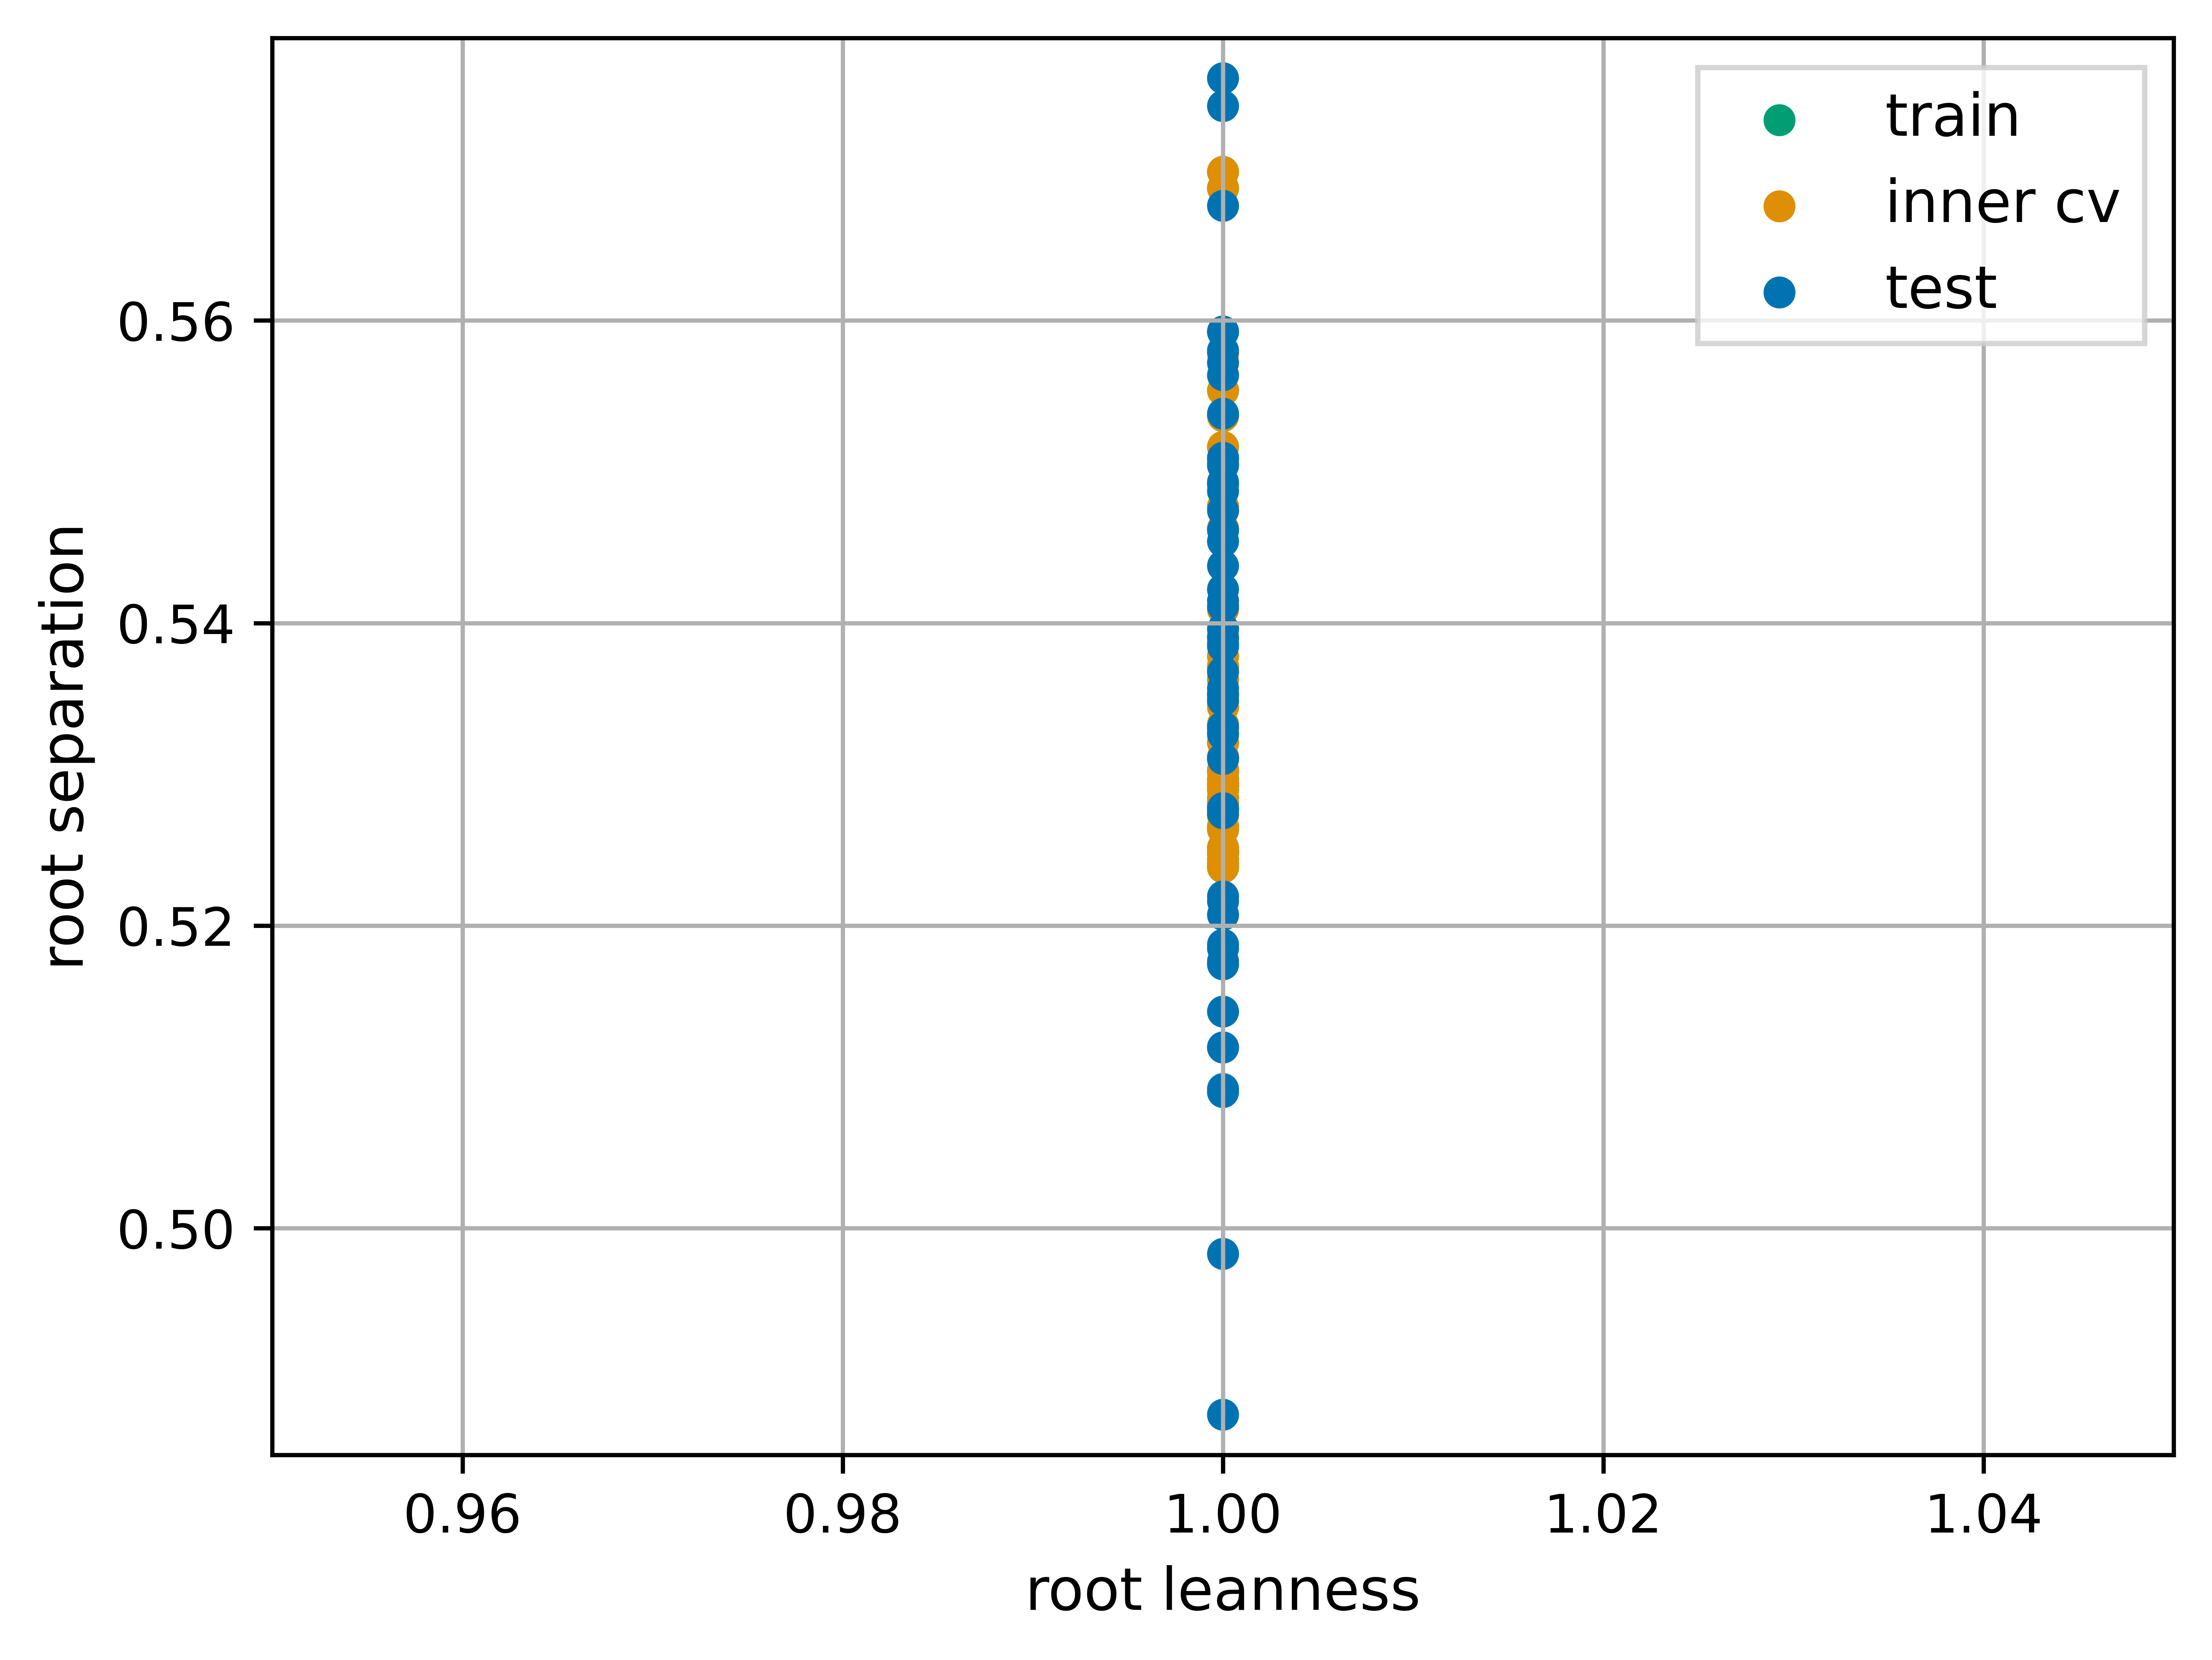 train
inner cv
test
0.56
0.54
0.52
0.50
root separation
0.96 0.98 1.00 1.02 1.04
root leanness